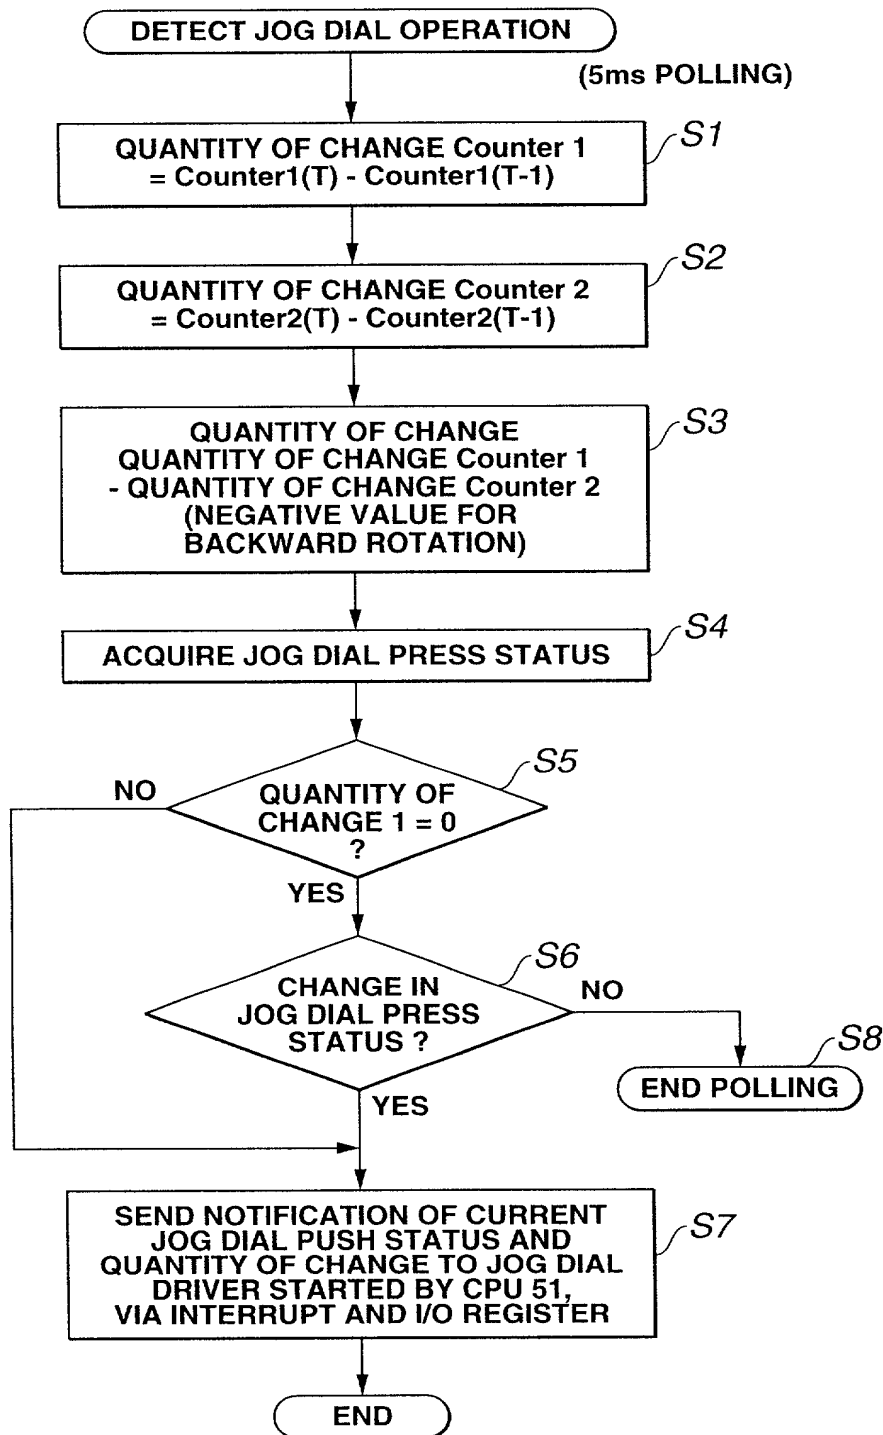 DETECT JOG DIAL OPERATION
(5ms POLLING)
S1
QUANTITY OF CHANGE Counter 1
= Counter1(T) - Counter1(T-1)
S2
QUANTITY OF CHANGE Counter 2
= Counter2(T) - Counter2(T-1)
S3
QUANTITY OF CHANGE
QUANTITY OF CHANGE Counter 1
- QUANTITY OF CHANGE Counter 2
(NEGATIVE VALUE FOR
BACKWARD ROTATION)
S4
ACQUIRE JOG DIAL PRESS STATUS
S5
NO
QUANTITY OF
CHANGE 1 = 0
?
YES
S6
CHANGE IN
JOG DIAL PRESS
STATUS ?
NO
S8
END POLLING
YES
S7
SEND NOTIFICATION OF CURRENT
JOG DIAL PUSH STATUS AND
QUANTITY OF CHANGE TO JOG DIAL
DRIVER STARTED BY CPU 51,
VIA INTERRUPT AND I/O REGISTER
END